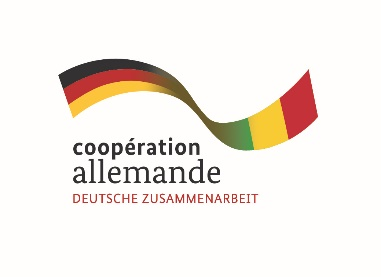 coopération
allemande
DEUTSCHE ZUSAMMENARBEIT